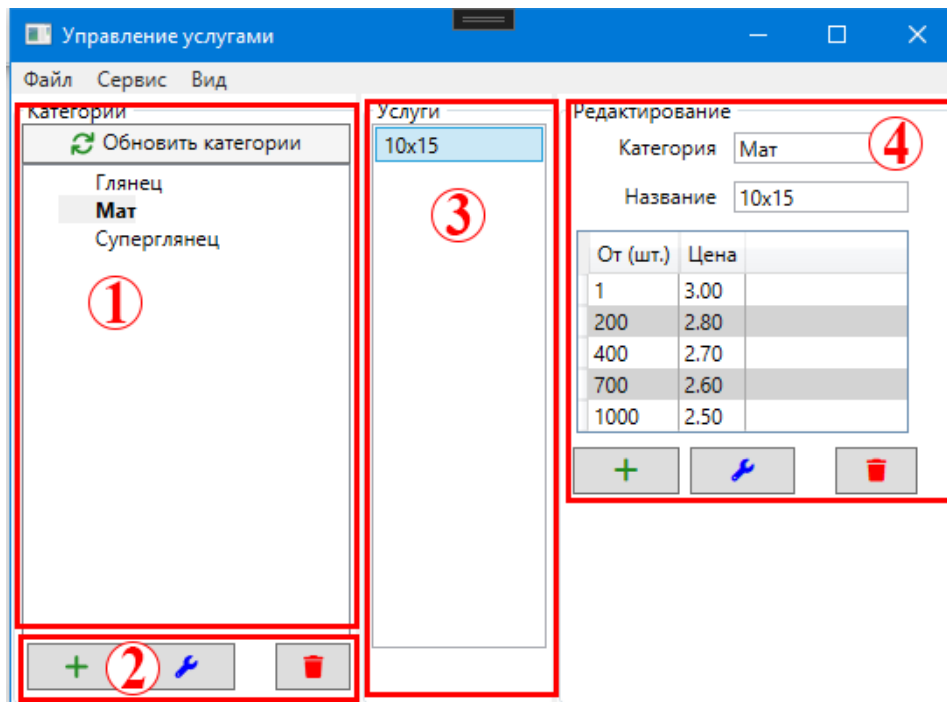 Управление услугами
Файл Сервис Вид
Категории
Обновить категории
Глянец
Мат
Суперглянец
1
2
Услуги
10x15
3
Редактирование
4
Категория Мат
Название 10x15
От (шт.) Цена
1 3.00
200 2.80
400 2.70
700 2.60
1000 2.50